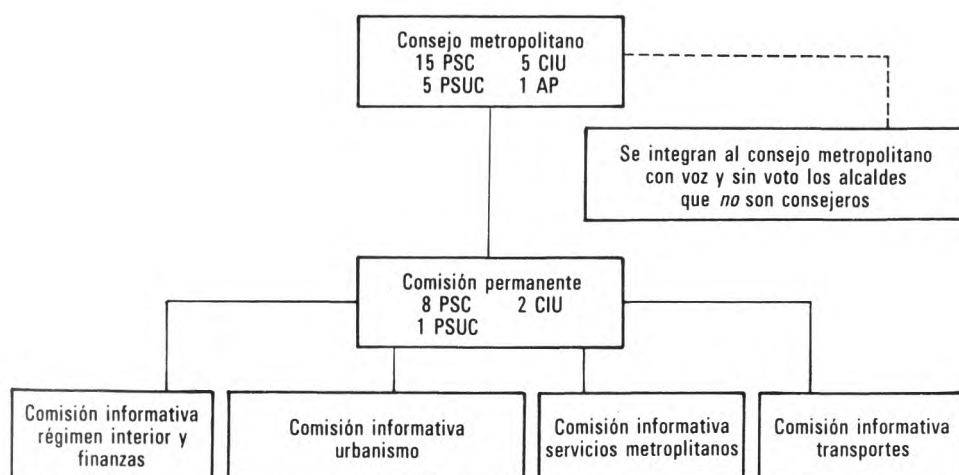 Consejo metropolitano
15 PSC 5 CIU
5 PSUC 1 AP
Se integran al consejo metropolitano
con voz y sin voto los alcaldes
que no son consejeros
Comisión permanente
8 PSC 2 CIU
1 PSUC
Comisión informativa
régimen interior y
finanzas
Comisión informativa
urbanismo
Comisión informativa
servicios metroplitanos
Comisión informativa
transportes